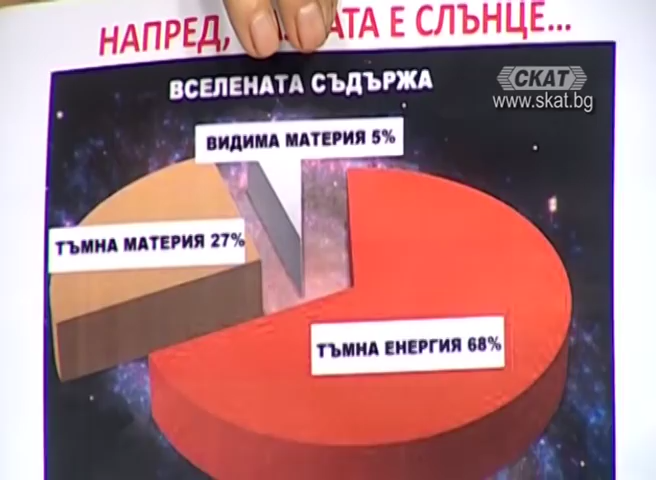 НАПРЕД, АТА Е СЛЪНЦЕ...
СКАТ
www.skat.bg
ВСЕЛЕНАТА СЪДЪРЖА
ВИДИМА МАТЕРИЯ 5%
ТЪМНА МАТЕРИЯ 27%
ТЪМНА ЕНЕРГИЯ 68%